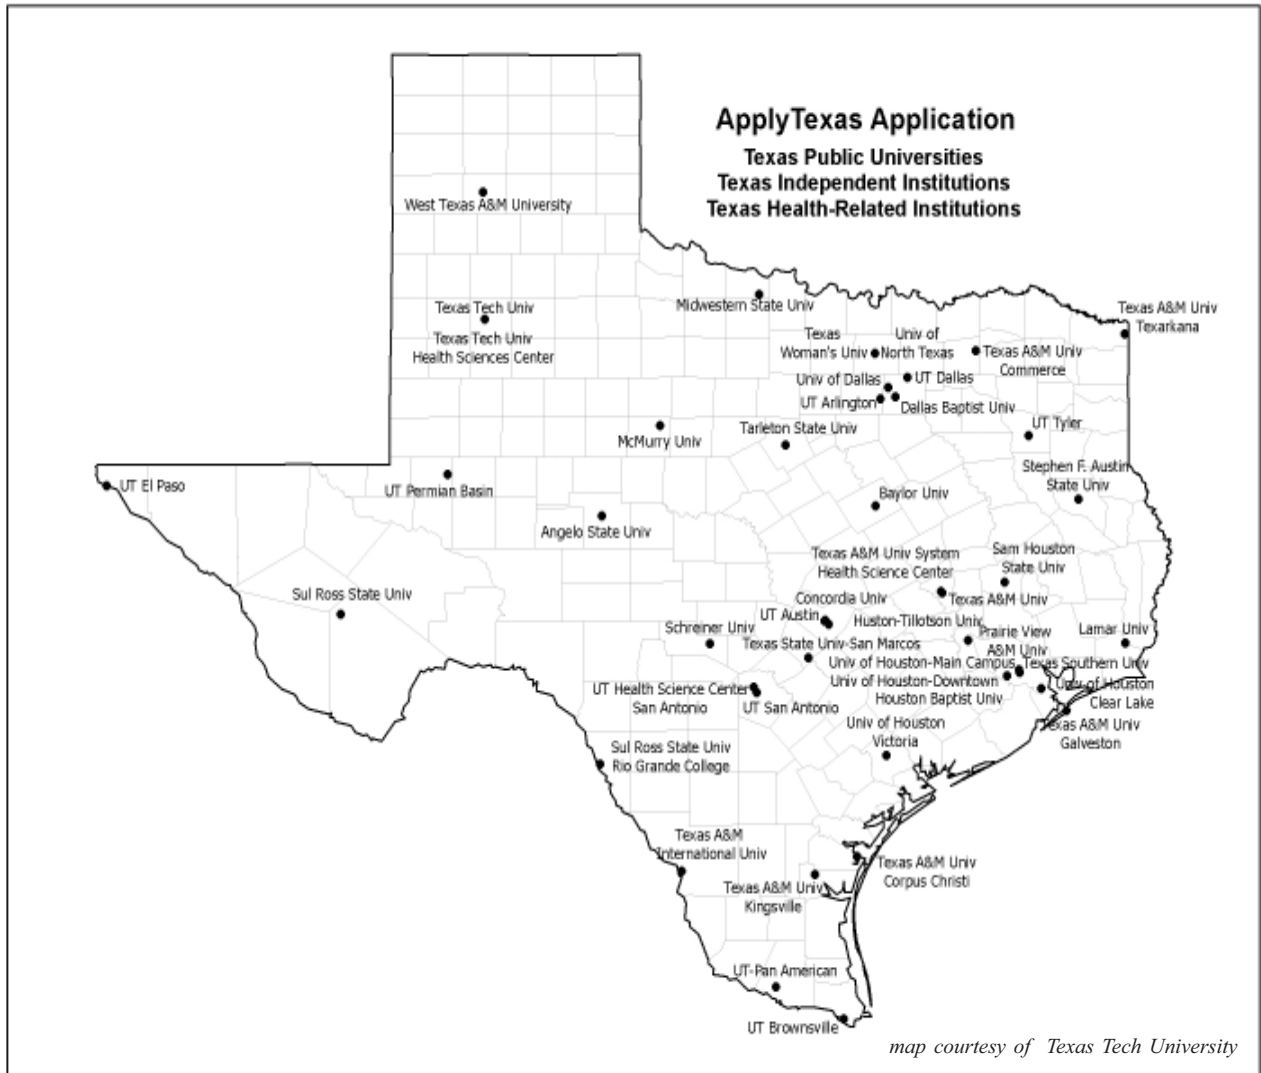 ApplyTexas Application
Texas Public Universities
Texas Independent Institutions
Texas Health-Related Institutions
West Texas A&M University
Texas Tech Univ
Texas Tech Univ
Health Sciences Center
Midwestern State Univ
Texas A&M Univ
Texarkana
Texas
Woman's Univ
Univ of
North Texas
Texas A&M Univ
Commerce
Univ of Dallas
UT Dallas
UT Arlington
Dallas Baptist Univ
McMurry Univ
Tarleton State Univ
UT Tyler
UT El Paso
UT Permian Basin
Stephen F. Austin
State Univ
Angelo State Univ
Baylor Univ
Texas A&M Univ System
Health Science Center
Sam Houston
State Univ
Sul Ross State Univ
Concordia Univ
Texas A&M Univ
UT Austin
Huston-Tillotson Univ
Schreiner Univ
Texas State Univ-San Marcos
Prairie View
A&M Univ
Lamar Univ
Univ of Houston-Main Campus
Texas Southern Univ
Univ of Houston-Downtown
Houston Baptist Univ
Univ of Houston
Clear Lake
UT Health Science Center
San Antonio
UT San Antonio
Texas A&M Univ
Galveston
Univ of Houston
Victoria
Sul Ross State Univ
Rio Grande College
Texas A&M
International Univ
Texas A&M Univ
Corpus Christi
Texas A&M Univ
Kingsville
UT-Pan American
UT Brownsville
map courtesy of Texas Tech University